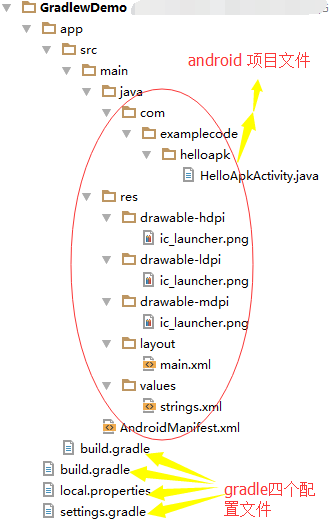 GradlewDemo
app
android 项目文件
src
main
java
com
examplecode
helloapk
HelloApkActivity.java
res
drawable-hdpi
ic_launcher.png
drawable-ldpi
ic_launcher.png
drawable-mdpi
ic_launcher.png
layout
main.xml
values
strings.xml
AndroidManifest.xml
build.gradle
build.gradle
local.properties
settings.gradle
gradle四个配
置文件